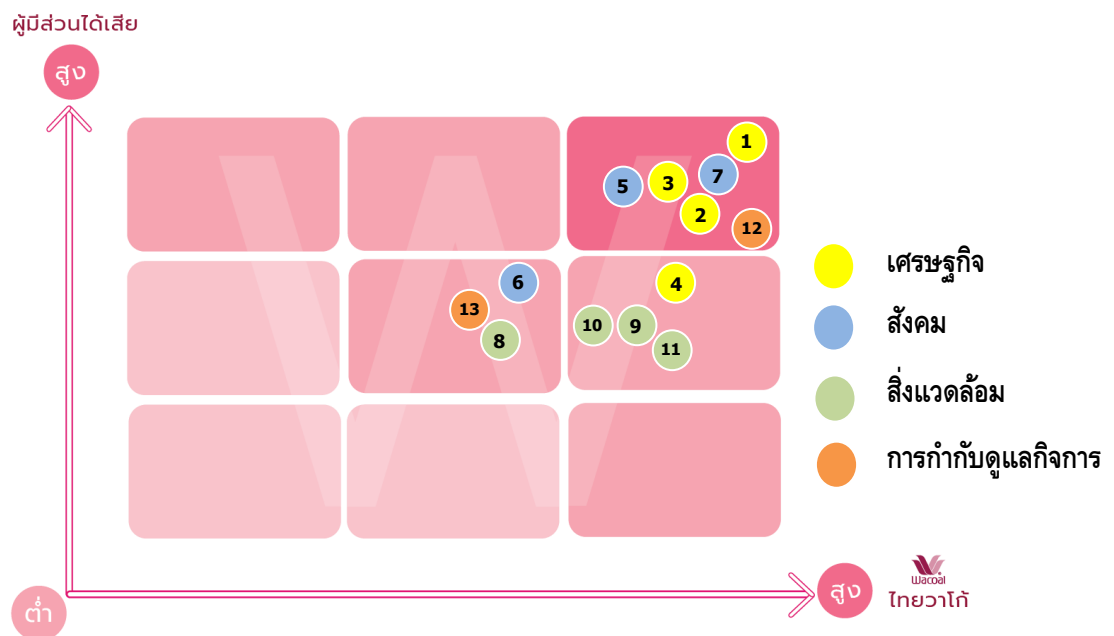 ผู้มีส่วนได้เสีย
สูง
1
7
3
5
2
12
6
4
13
10
9
8
11
เศรษฐกิจ
สังคม
สิ่งแวดล้อม
การกำกับดูแลกิจการ
ต่ำ
สูง
Wacoal
ไทยวาโก้